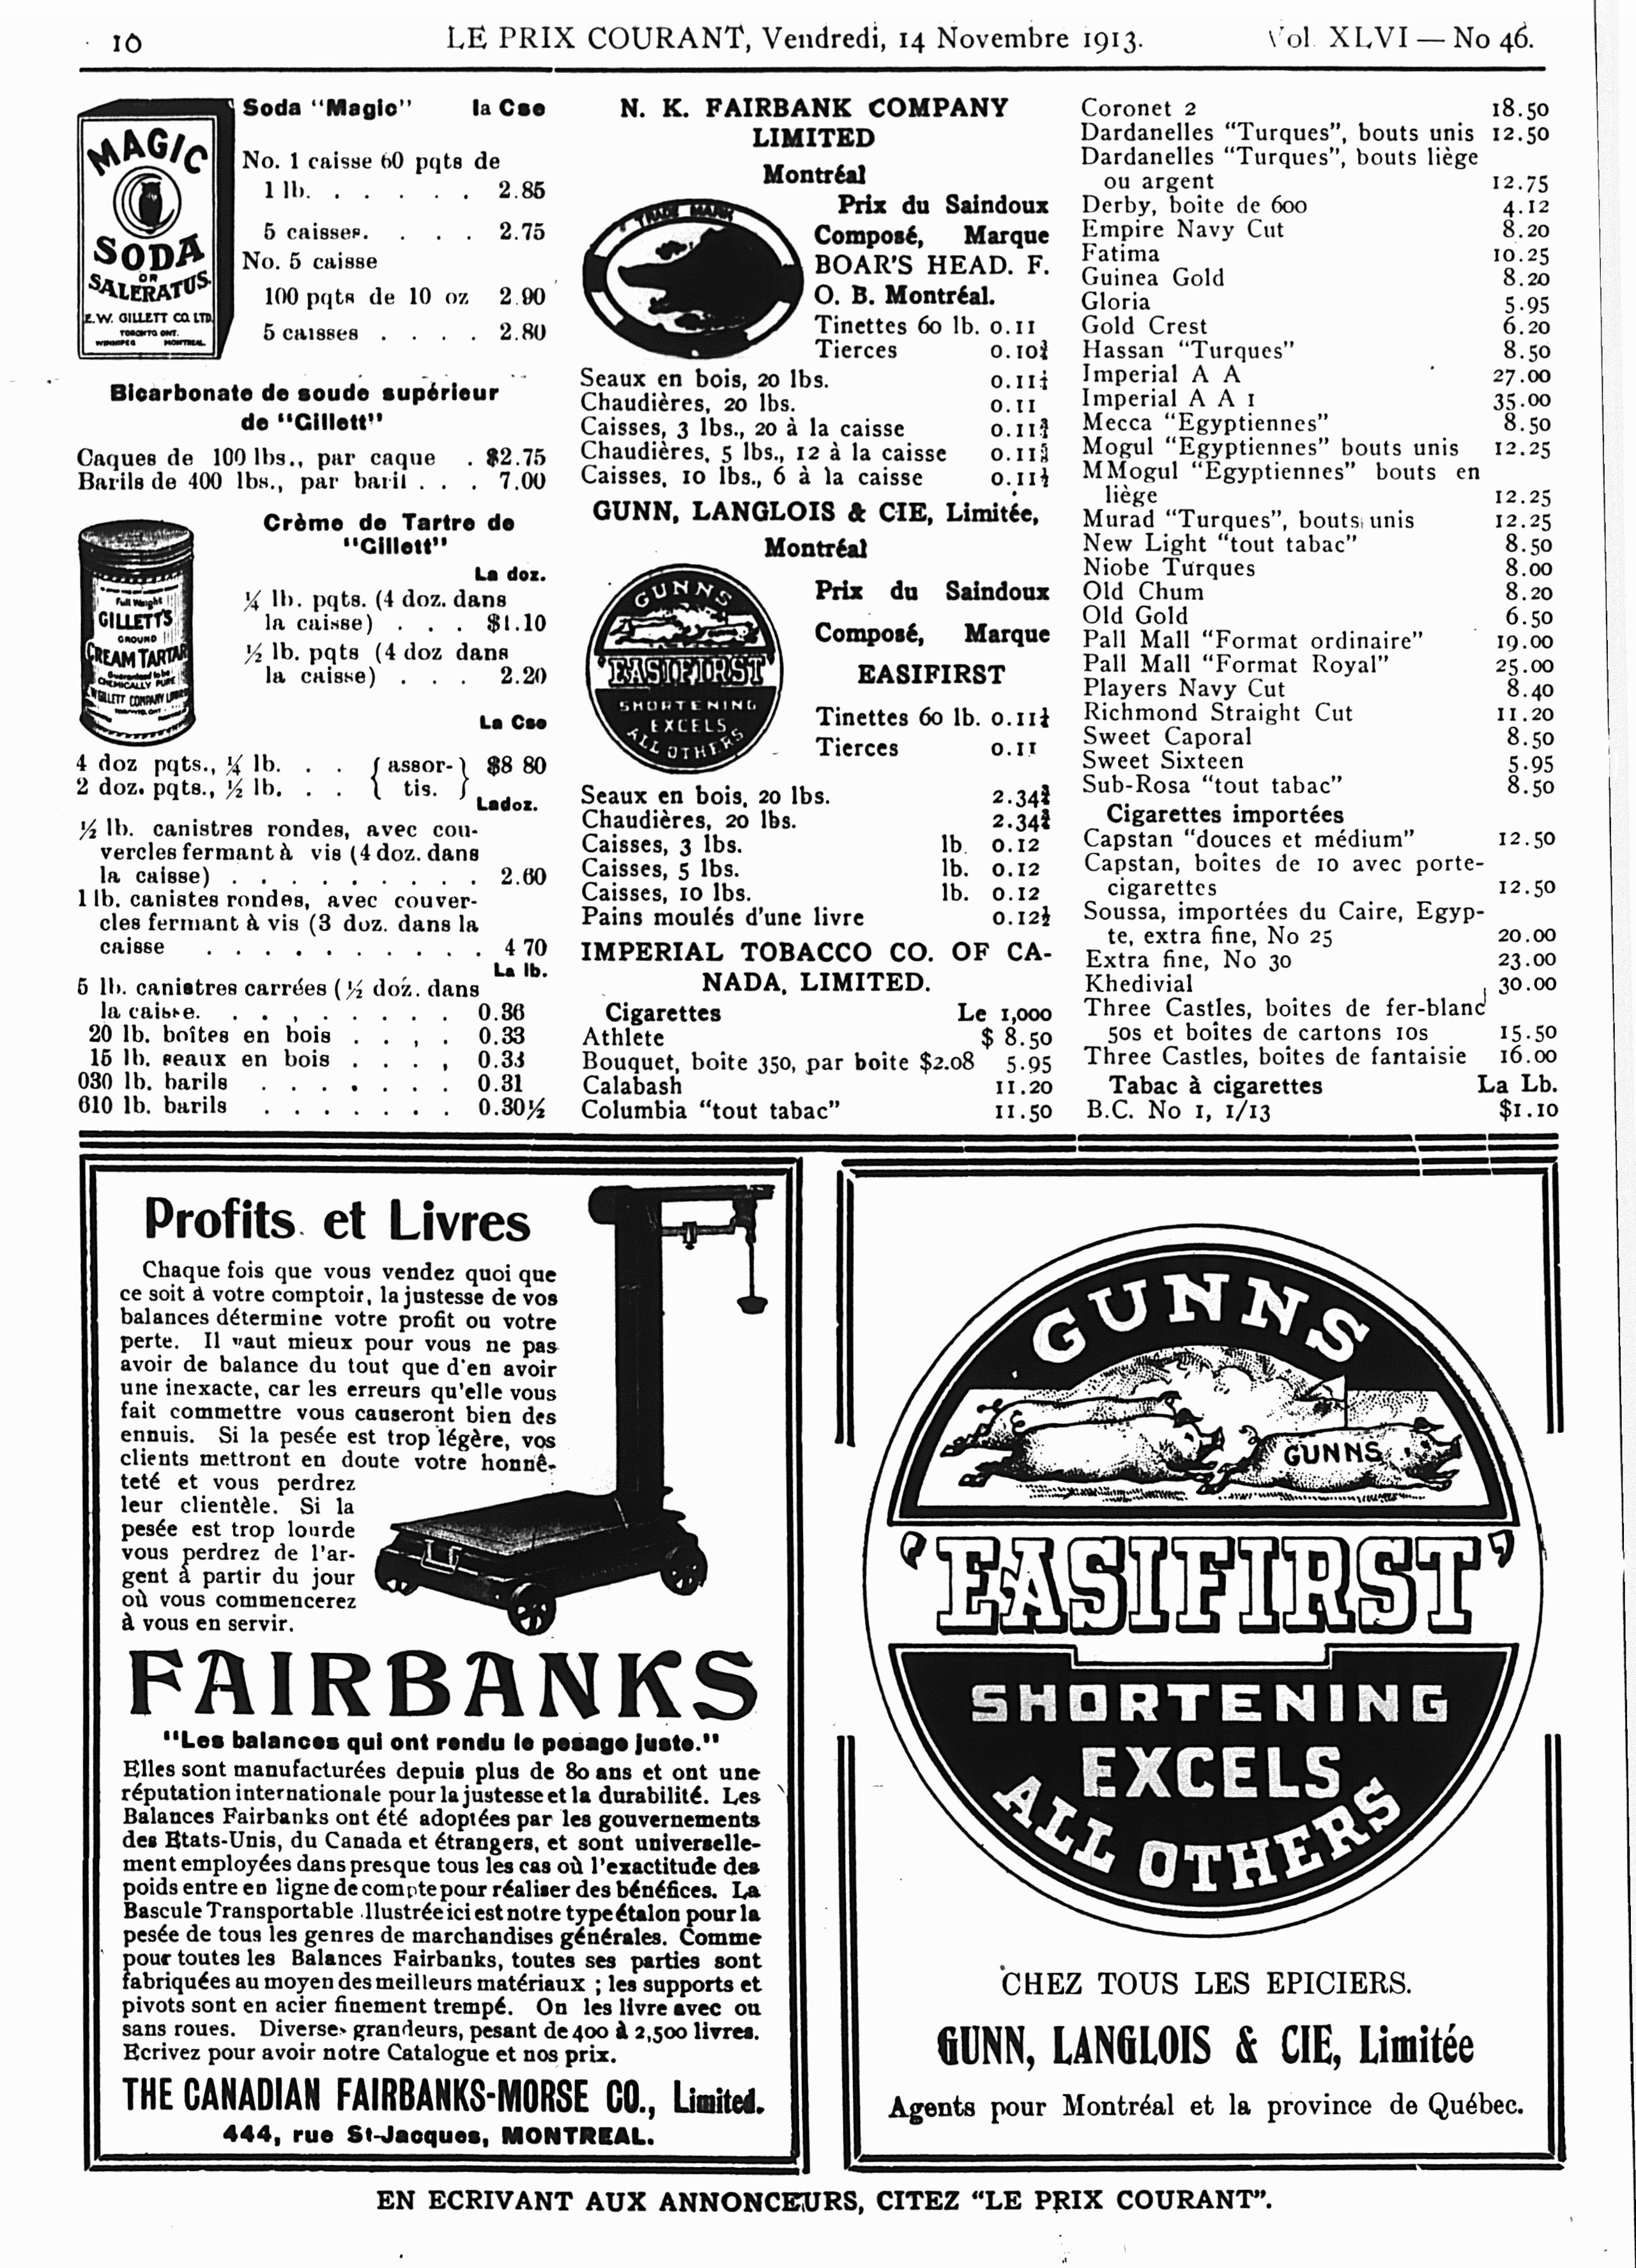 10
LE PRIX COURANT, Vendredi, 14 Novembre 1913.
Vol. XLVI — No 46.
MAGIC
SODA
OR
SALERATUS.
E.W. GILLETT CO. LTD.
TORONTO. ONT.
WINNIPEG MONTREAL
Soda "Magic" la Cse
No. 1 caisse 60 pqts de
1 lb. . . . . . 2.85
5 caisses. . . . 2.75
No. 5 caisse
100 pqts de 10 oz 2.90
5 caisses . . . . 2.80
Bicarbonate de soude supérieur
de "Gillett"
Caques de 100 lbs., par caque . $2.75
Barils de 400 lbs., par baril . . . 7.00
Full Weight
GILLETT'S
GROUND
CREAM TARTAR
Guaranteed to be
CHEMICALLY PURE
Crème de Tartre de
"Gillett"
La doz.
¼ lb. pqts. (4 doz. dans
la caisse) . . . $1.10
½ lb. pqts (4 doz dans
la caisse) . . . 2.20
La Cse
4 doz pqts., ¼ lb. . . { assor- } $8 80
2 doz. pqts., ½ lb. . . { tis. }
La doz.
½ lb. canistres rondes, avec cou-
vercles fermant à vis (4 doz. dans
la caisse) . . . . . . . . . 2.60
1 lb. canistes rondes, avec couver-
cles fermant à vis (3 doz. dans la
caisse . . . . . . . . . 4 70
La lb.
5 lb. canistres carrées (½ doz. dans
la caisse. . . . . . . . . 0.36
20 lb. boîtes en bois . . , . 0.33
15 lb. seaux en bois . . . , 0.33
030 lb. barils . . . . . . . 0.31
610 lb. barils . . . . . . . 0.30½
N. K. FAIRBANK COMPANY
LIMITED
Montréal
TRADE MARK
Prix du Saindoux
Composé, Marque
BOAR'S HEAD. F.
O. B. Montréal.
Tinettes 60 lb. 0.11
Tierces 0.10¾
Seaux en bois, 20 lbs. 0.11¼
Chaudières, 20 lbs. 0.11
Caisses, 3 lbs., 20 à la caisse 0.11¾
Chaudières, 5 lbs., 12 à la caisse 0.11
Caisses, 10 lbs., 6 à la caisse 0.11½
GUNN, LANGLOIS & CIE, Limitée,
Montréal
GUNNS
'EASIFIRST'
SHORTENING
EXCELS
ALL OTHERS
Prix du Saindoux
Composé, Marque
EASIFIRST
Tinettes 60 lb. 0.11¼
Tierces 0.11
Seaux en bois, 20 lbs. 2.34¾
Chaudières, 20 lbs. 2.34¾
Caisses, 3 lbs. lb. 0.12
Caisses, 5 lbs. lb. 0.12
Caisses, 10 lbs. lb. 0.12
Pains moulés d'une livre 0.12½
IMPERIAL TOBACCO CO. OF CA-
NADA, LIMITED.
Cigarettes Le 1,000
Athlete $ 8.50
Bouquet, boite 350, par boite $2.08 5.95
Calabash 11.20
Columbia "tout tabac" 11.50
Coronet 2 18.50
Dardanelles "Turques", bouts unis 12.50
Dardanelles "Turques", bouts liège
ou argent 12.75
Derby, boite de 600 4.12
Empire Navy Cut 8.20
Fatima 10.25
Guinea Gold 8.20
Gloria 5.95
Gold Crest 6.20
Hassan "Turques" 8.50
Imperial A A 27.00
Imperial A A 1 35.00
Mecca "Egyptiennes" 8.50
Mogul "Egyptiennes" bouts unis 12.25
MMogul "Egyptiennes" bouts en
liège 12.25
Murad "Turques", bouts unis 12.25
New Light "tout tabac" 8.50
Niobe Turques 8.00
Old Chum 8.20
Old Gold 6.50
Pall Mall "Format ordinaire" 19.00
Pall Mall "Format Royal" 25.00
Players Navy Cut 8.40
Richmond Straight Cut 11.20
Sweet Caporal 8.50
Sweet Sixteen 5.95
Sub-Rosa "tout tabac" 8.50
Cigarettes importées
Capstan "douces et médium" 12.50
Capstan, boîtes de 10 avec porte-
cigarettes 12.50
Soussa, importées du Caire, Egyp-
te, extra fine, No 25 20.00
Extra fine, No 30 23.00
Khedivial 30.00
Three Castles, boîtes de fer-blanc
50s et boîtes de cartons 10s 15.50
Three Castles, boîtes de fantaisie 16.00
Tabac à cigarettes La Lb.
B.C. No 1, 1/13 $1.10
Profits et Livres
Chaque fois que vous vendez quoi que
ce soit à votre comptoir, la justesse de vos
balances détermine votre profit ou votre
perte. Il vaut mieux pour vous ne pas
avoir de balance du tout que d'en avoir
une inexacte, car les erreurs qu'elle vous
fait commettre vous causeront bien des
ennuis. Si la pesée est trop légère, vos
clients mettront en doute votre honnê-
teté et vous perdrez
leur clientèle. Si la
pesée est trop lourde
vous perdrez de l'ar-
gent à partir du jour
où vous commencerez
à vous en servir.
FAIRBANKS
"Les balances qui ont rendu le pesage juste."
Elles sont manufacturées depuis plus de 80 ans et ont une
réputation internationale pour la justesse et la durabilité. Les
Balances Fairbanks ont été adoptées par les gouvernements
des Etats-Unis, du Canada et étrangers, et sont universelle-
ment employées dans presque tous les cas où l'exactitude des
poids entre en ligne de compte pour réaliser des bénéfices. La
Bascule Transportable illustrée ici est notre type étalon pour la
pesée de tous les genres de marchandises générales. Comme
pour toutes les Balances Fairbanks, toutes ses parties sont
fabriquées au moyen des meilleurs matériaux ; les supports et
pivots sont en acier finement trempé. On les livre avec ou
sans roues. Diverses grandeurs, pesant de 400 à 2,500 livres.
Ecrivez pour avoir notre Catalogue et nos prix.
THE CANADIAN FAIRBANKS-MORSE CO., Limited.
444, rue St-Jacques, MONTREAL.
GUNNS
GUNNS
'EASIFIRST'
SHORTENING
EXCELS
ALL OTHERS
CHEZ TOUS LES EPICIERS.
GUNN, LANGLOIS & CIE, Limitée
Agents pour Montréal et la province de Québec.
EN ECRIVANT AUX ANNONCEURS, CITEZ "LE PRIX COURANT".